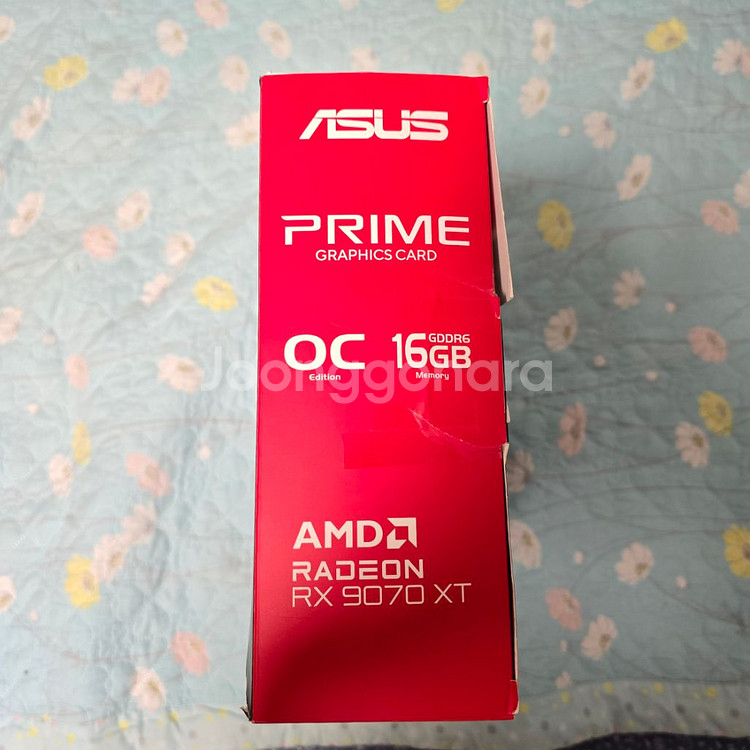 ASUS
PRIME
GRAPHICS CARD
OC
Edition
16GB
GDDR6
Memory
Joonggonara
AMD
RADEON
RX 9070 XT